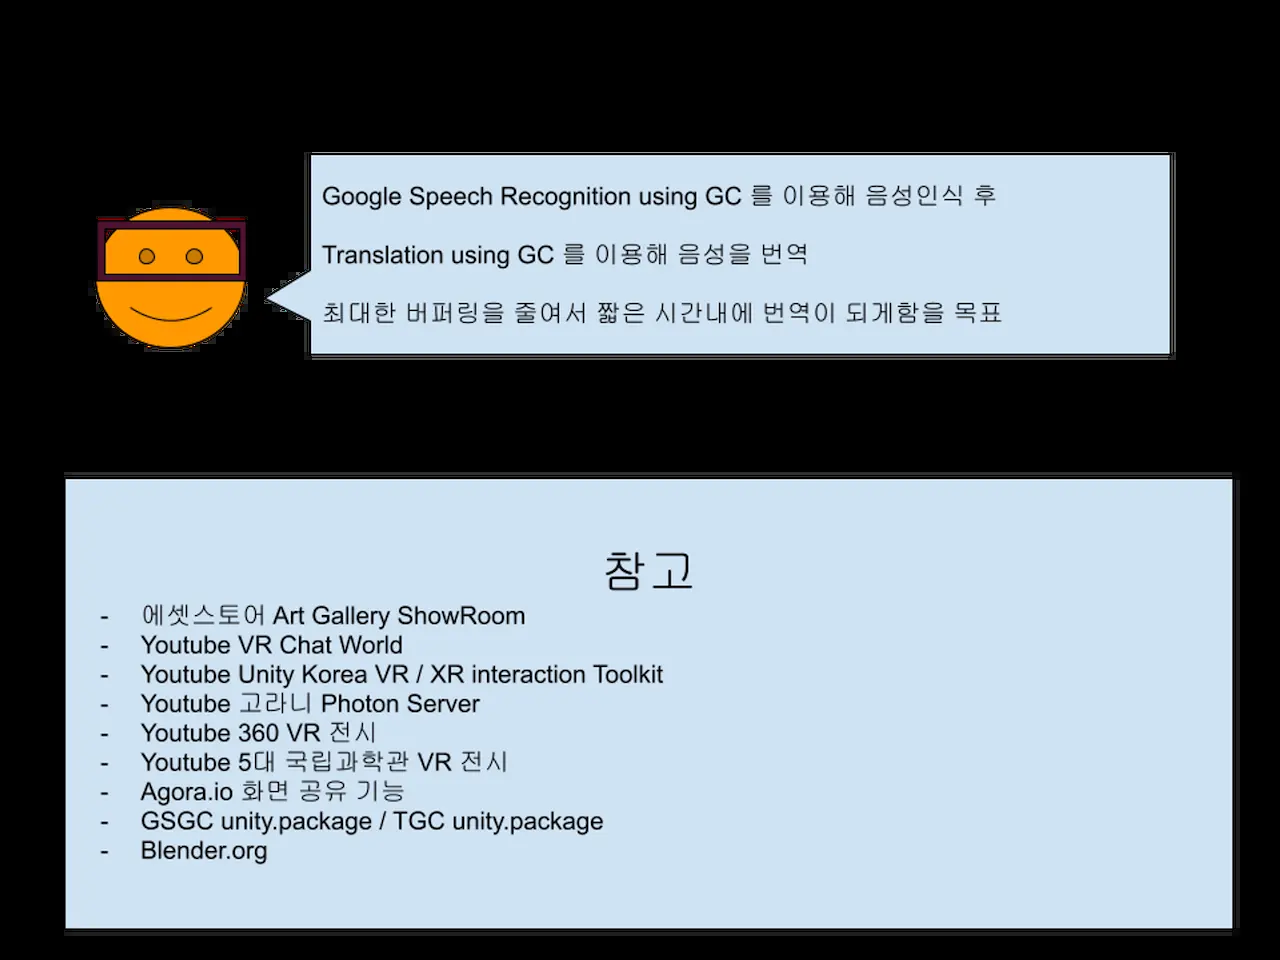 Google Speech Recognition using GC 를 이용해 음성인식 후
Translation using GC 를 이용해 음성을 번역
최대한 버퍼링을 줄여서 짧은 시간내에 번역이 되게함을 목표
참고
- 에셋스토어 Art Gallery ShowRoom
- Youtube VR Chat World
- Youtube Unity Korea VR / XR interaction Toolkit
- Youtube 고라니 Photon Server
- Youtube 360 VR 전시
- Youtube 5대 국립과학관 VR 전시
- Agora.io 화면 공유 기능
- GSGC unity.package / TGC unity.package
- Blender.org